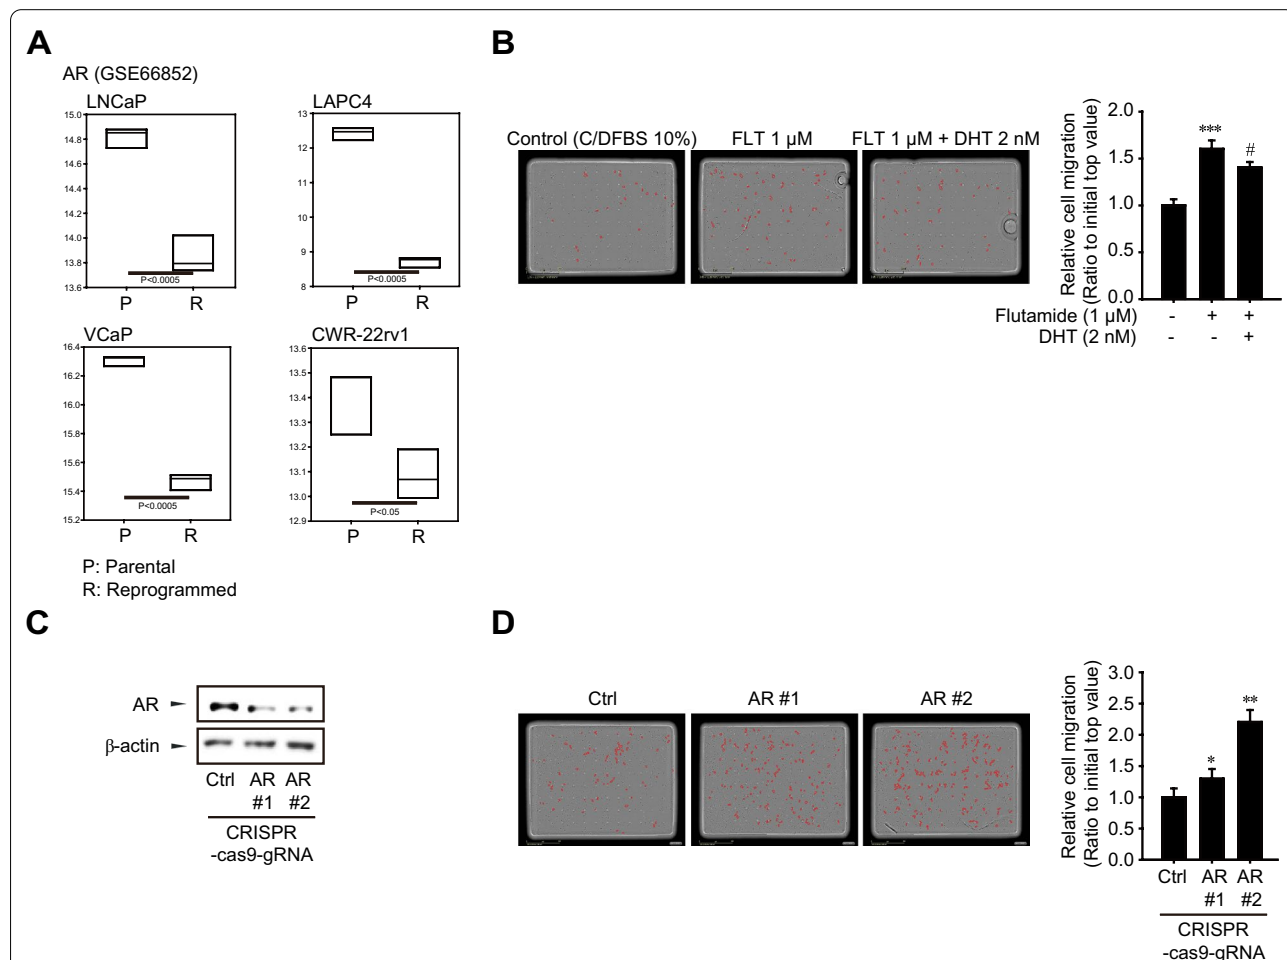 A
AR (GSE66852)
LNCaP
15.0
14.8
14.6
14.4
14.2
14.0
13.8
13.6
P<0.0005
P R
LAPC4
13
12
11
10
9
8
P<0.0005
P R
VCaP
16.4
16.2
16.0
15.8
15.6
15.4
15.2
P<0.0005
P R
CWR-22rv1
13.6
13.5
13.4
13.3
13.2
13.1
13.0
12.9
P<0.05
P R
P: Parental
R: Reprogrammed
B
Control (C/DFBS 10%) FLT 1 μM FLT 1 μM + DHT 2 nM
Relative cell migration
(Ratio to initial top value)
2.0
1.5
1.0
0.5
0.0
***
#
Flutamide (1 μM) - + +
DHT (2 nM) - - +
C
AR
β-actin
Ctrl AR AR
#1 #2
CRISPR
-cas9-gRNA
D
Ctrl AR #1 AR #2
Relative cell migration
(Ratio to initial top value)
3.0
2.5
2.0
1.5
1.0
0.5
0.0
*
**
Ctrl AR AR
#1 #2
CRISPR
-cas9-gRNA